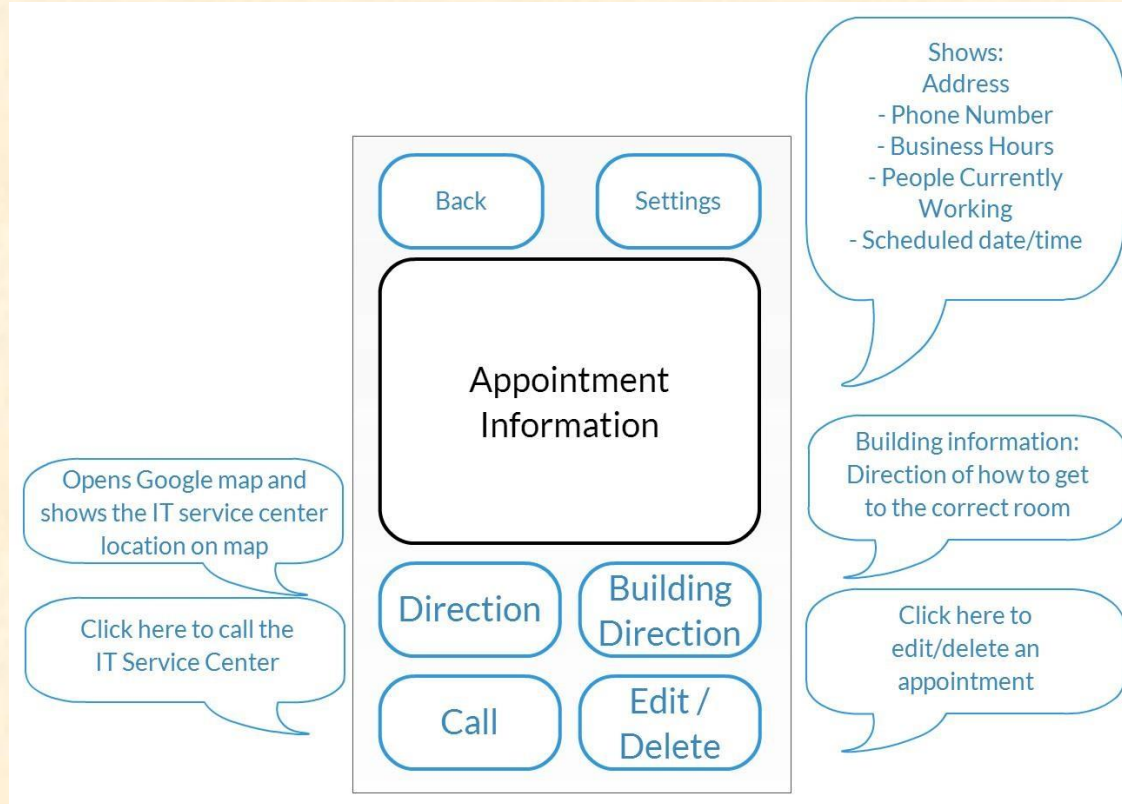 Shows:
Address
- Phone Number
- Business Hours
- People Currently
Working
- Scheduled date/time
Back
Settings
Appointment
Information
Opens Google map and
shows the IT service center
location on map
Building information:
Direction of how to get
to the correct room
Direction
Building
Direction
Click here to call the
IT Service Center
Click here to
edit/delete an
appointment
Call
Edit /
Delete